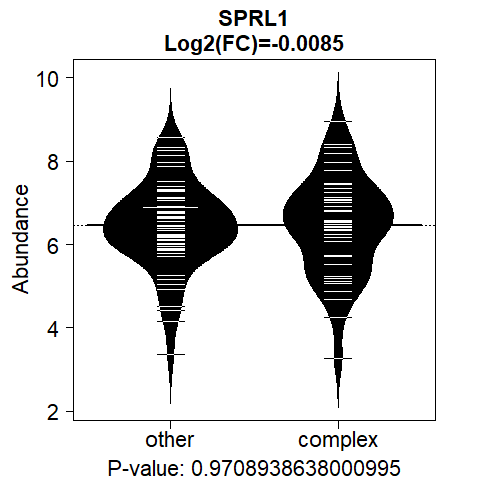 SPRL1
Log2(FC)=-0.0085
10
8
6
4
2
Abundance
other complex
P-value: 0.9708938638000995